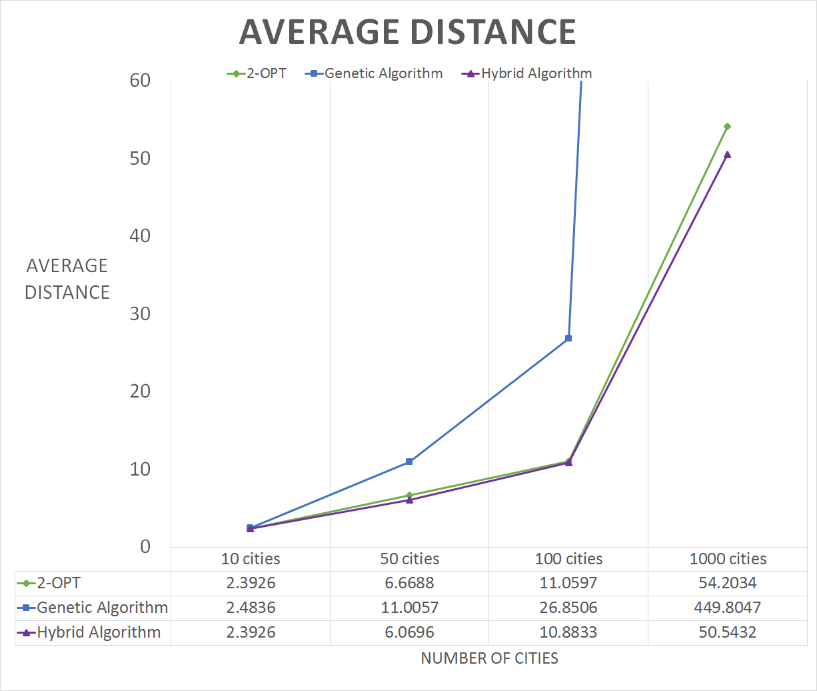 AVERAGE DISTANCE
2-OPT Genetic Algorithm Hybrid Algorithm
60
50
40
30
20
10
0
AVERAGE
DISTANCE
10 cities 50 cities 100 cities 1000 cities
2-OPT 2.3926 6.6688 11.0597 54.2034
Genetic Algorithm 2.4836 11.0057 26.8506 449.8047
Hybrid Algorithm 2.3926 6.0696 10.8833 50.5432
NUMBER OF CITIES